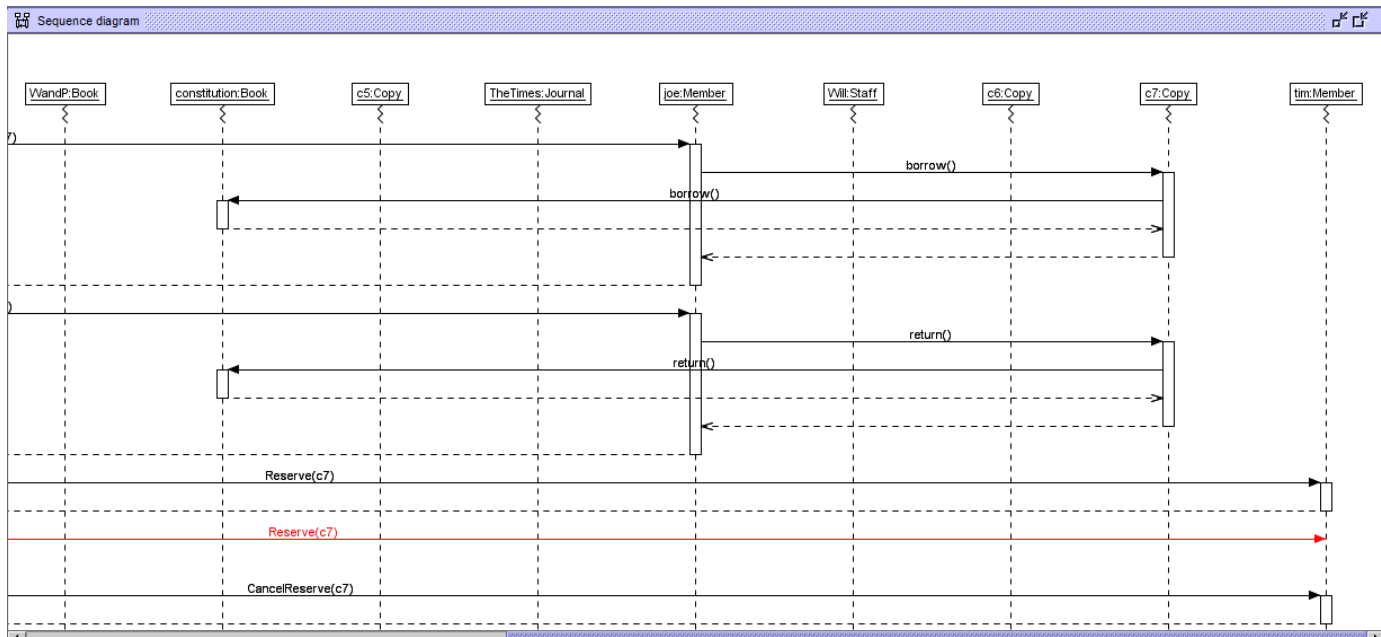 Sequence diagram
WandP:Book constitution:Book c5:Copy TheTimes:Journal joe:Member Will:Staff c6:Copy c7:Copy tim:Member
7)
borrow()
borrow()
)
return()
return()
Reserve(c7)
Reserve(c7)
CancelReserve(c7)